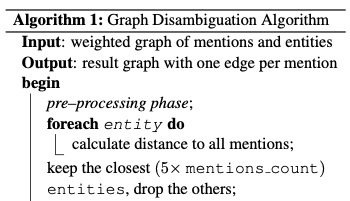 Algorithm 1: Graph Disambiguation Algorithm
Input: weighted graph of mentions and entities
Output: result graph with one edge per mention
begin
pre–processing phase;
foreach entity do
calculate distance to all mentions;
keep the closest (5× mentions_count)
entities, drop the others;